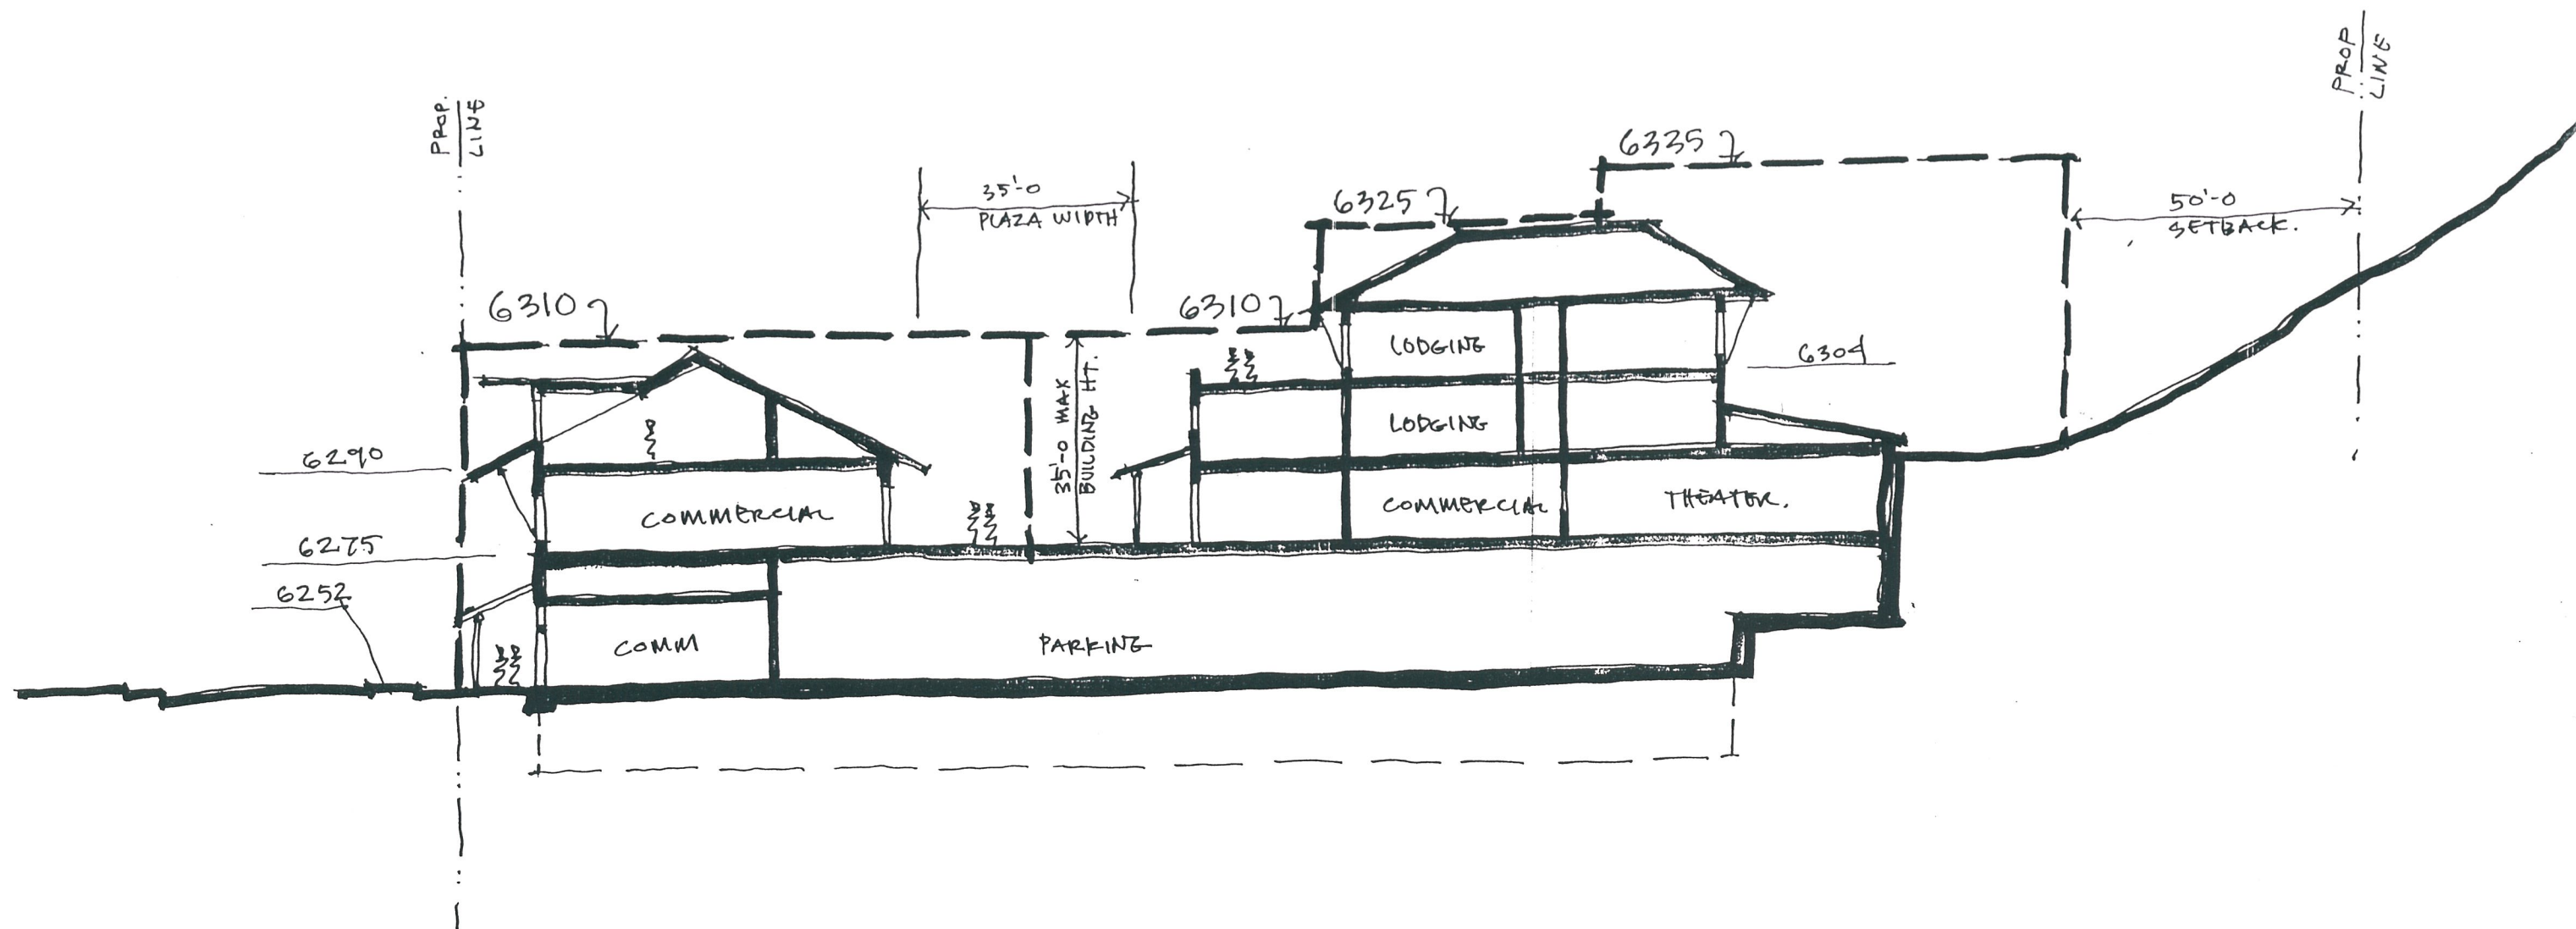 PROP.
LINE
PROP
LINE
6335
35'-0
PLAZA WIDTH
6325
50'-0
SETBACK.
6310
6310
35'-0 MAX
BUILDING HT.
LODGING
6304
LODGING
6290
COMMERCIAL
COMMERCIAL
THEATER.
6275
6252
COMM
PARKING